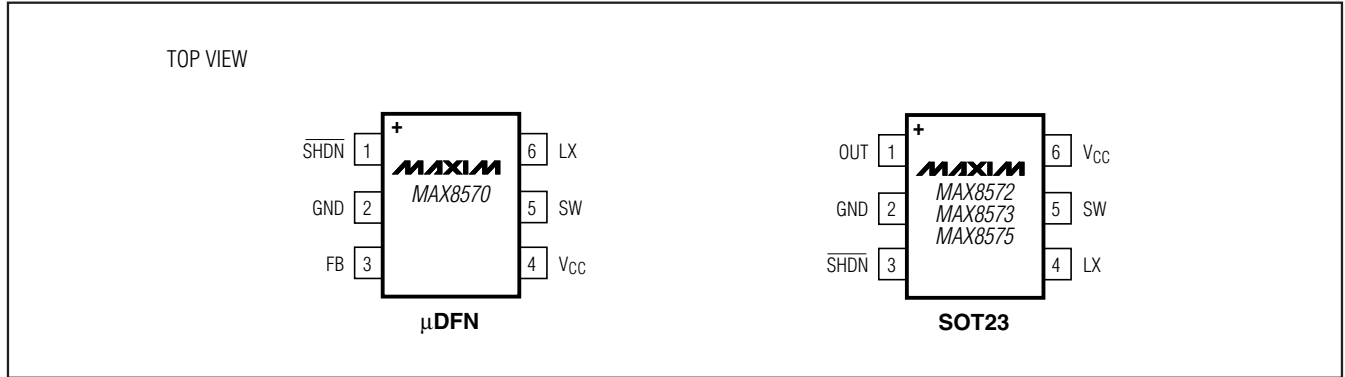 TOP VIEW
+
SHDN 1
6 LX
MAXIM
MAX8570
GND 2
5 SW
FB 3
4 VCC
µDFN
+
OUT 1
6 VCC
MAXIM
MAX8572
MAX8573
MAX8575
GND 2
5 SW
SHDN 3
4 LX
SOT23